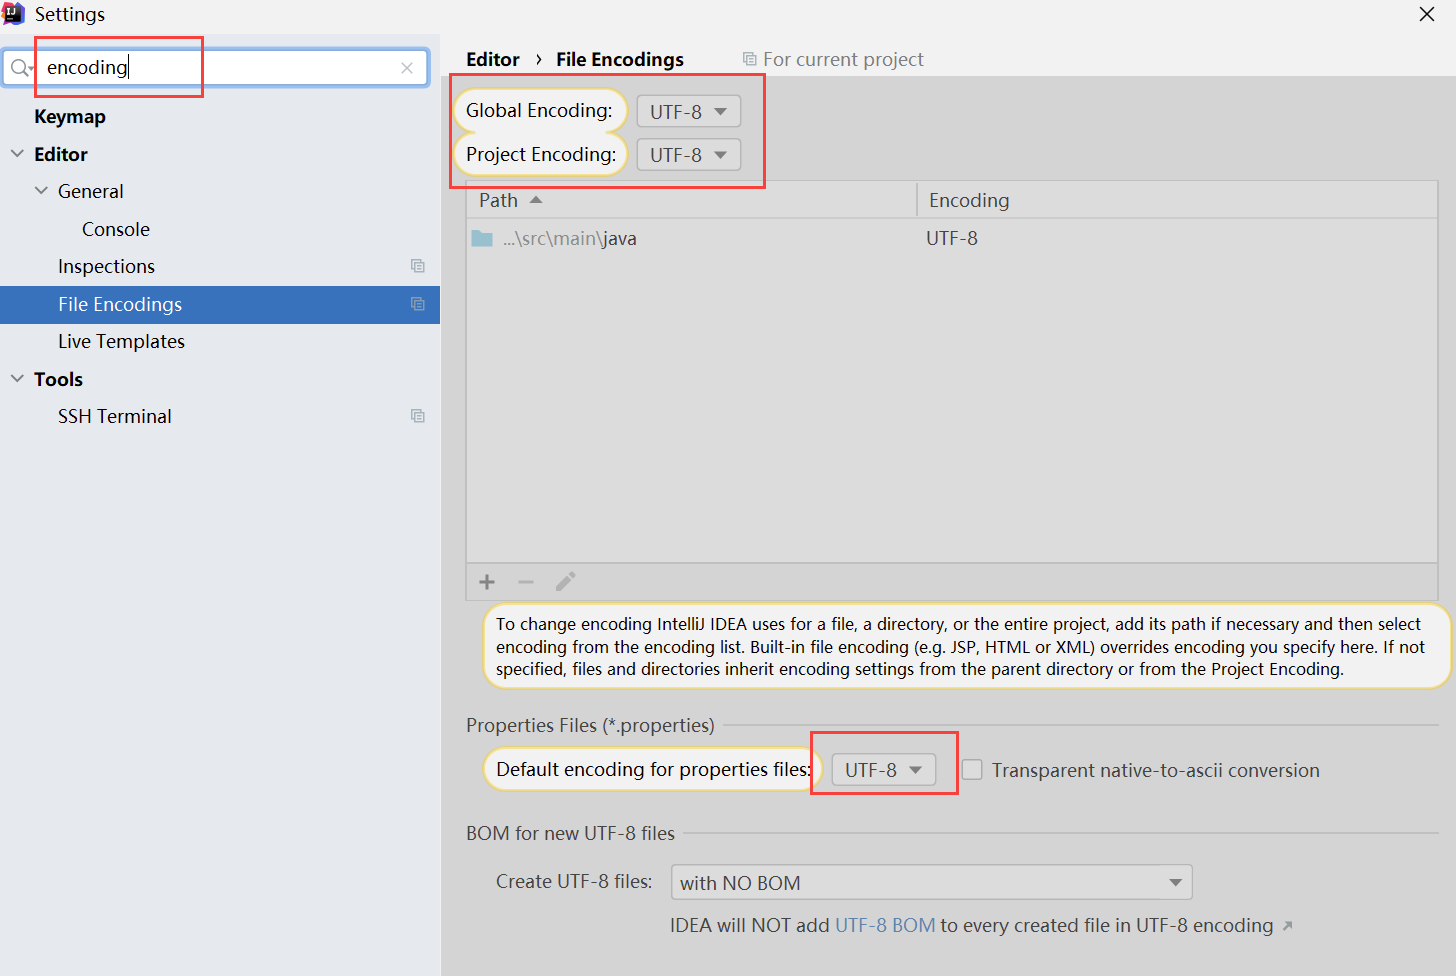 Settings
encoding
Keymap
Editor
General
Console
Inspections
File Encodings
Live Templates
Tools
SSH Terminal
Editor › File Encodings
For current project
Global Encoding: UTF-8
Project Encoding: UTF-8
Path Encoding
...\src\main\java UTF-8
To change encoding IntelliJ IDEA uses for a file, a directory, or the entire project, add its path if necessary and then select
encoding from the encoding list. Built-in file encoding (e.g. JSP, HTML or XML) overrides encoding you specify here. If not
specified, files and directories inherit encoding settings from the parent directory or from the Project Encoding.
Properties Files (*.properties)
Default encoding for properties files: UTF-8 Transparent native-to-ascii conversion
BOM for new UTF-8 files
Create UTF-8 files: with NO BOM
IDEA will NOT add UTF-8 BOM to every created file in UTF-8 encoding